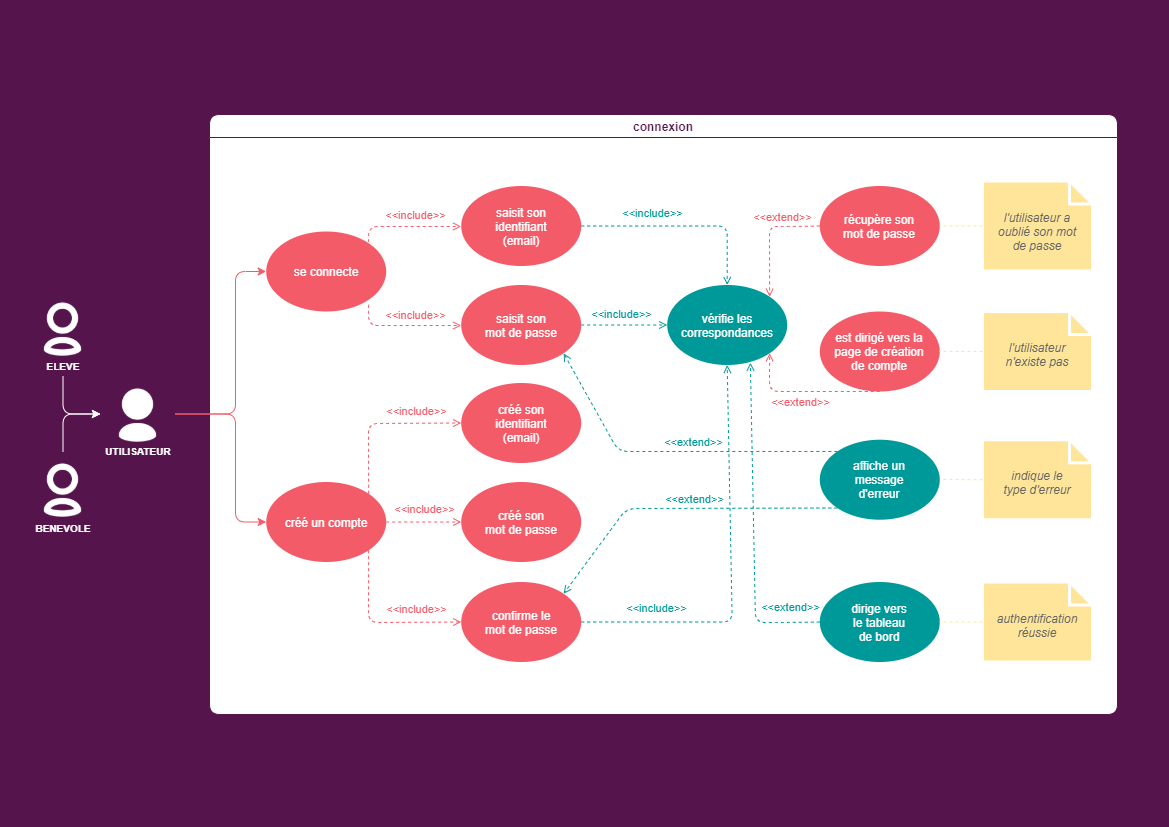 connexion
ELEVE
UTILISATEUR
BENEVOLE
se connecte
créé un compte
<<include>>
<<include>>
<<include>>
<<include>>
<<include>>
saisit son
identifiant
(email)
saisit son
mot de passe
créé son
identifiant
(email)
créé son
mot de passe
confirme le
mot de passe
<<include>>
<<include>>
<<include>>
vérifie les
correspondances
<<extend>>
<<extend>>
<<extend>>
<<extend>>
<<extend>>
récupère son
mot de passe
est dirigé vers la
page de création
de compte
affiche un
message
d'erreur
dirige vers
le tableau
de bord
l'utilisateur a
oublié son mot
de passe
l'utilisateur
n'existe pas
indique le
type d'erreur
authentification
réussie